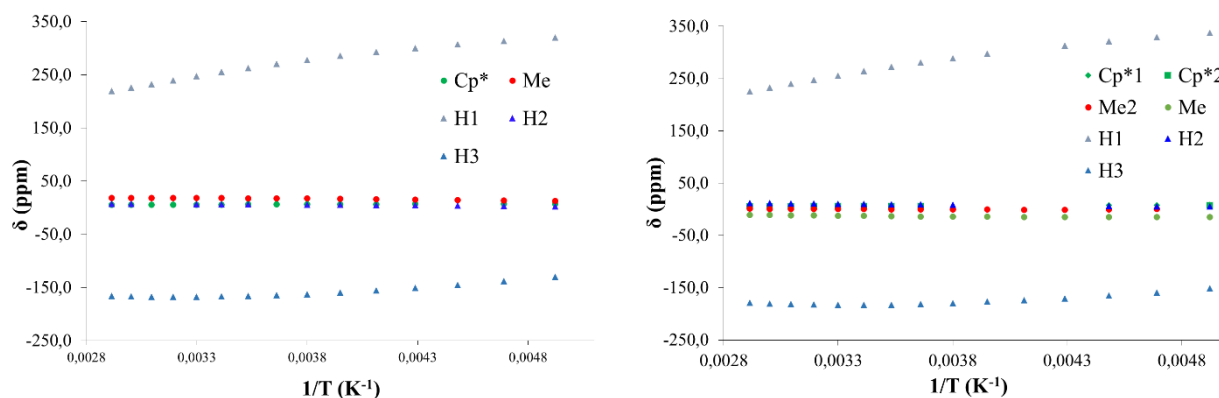 350,0
250,0
150,0
50,0
-50,0
-150,0
-250,0
δ (ppm)
0,0028
0,0033
0,0038
0,0043
0,0048
1/T (K⁻¹)
Cp* Me
H1 H2
H3
350,0
250,0
150,0
50,0
-50,0
-150,0
-250,0
δ (ppm)
0,0028
0,0033
0,0038
0,0043
0,0048
1/T (K⁻¹)
Cp*1 Cp*2
Me2 Me
H1 H2
H3